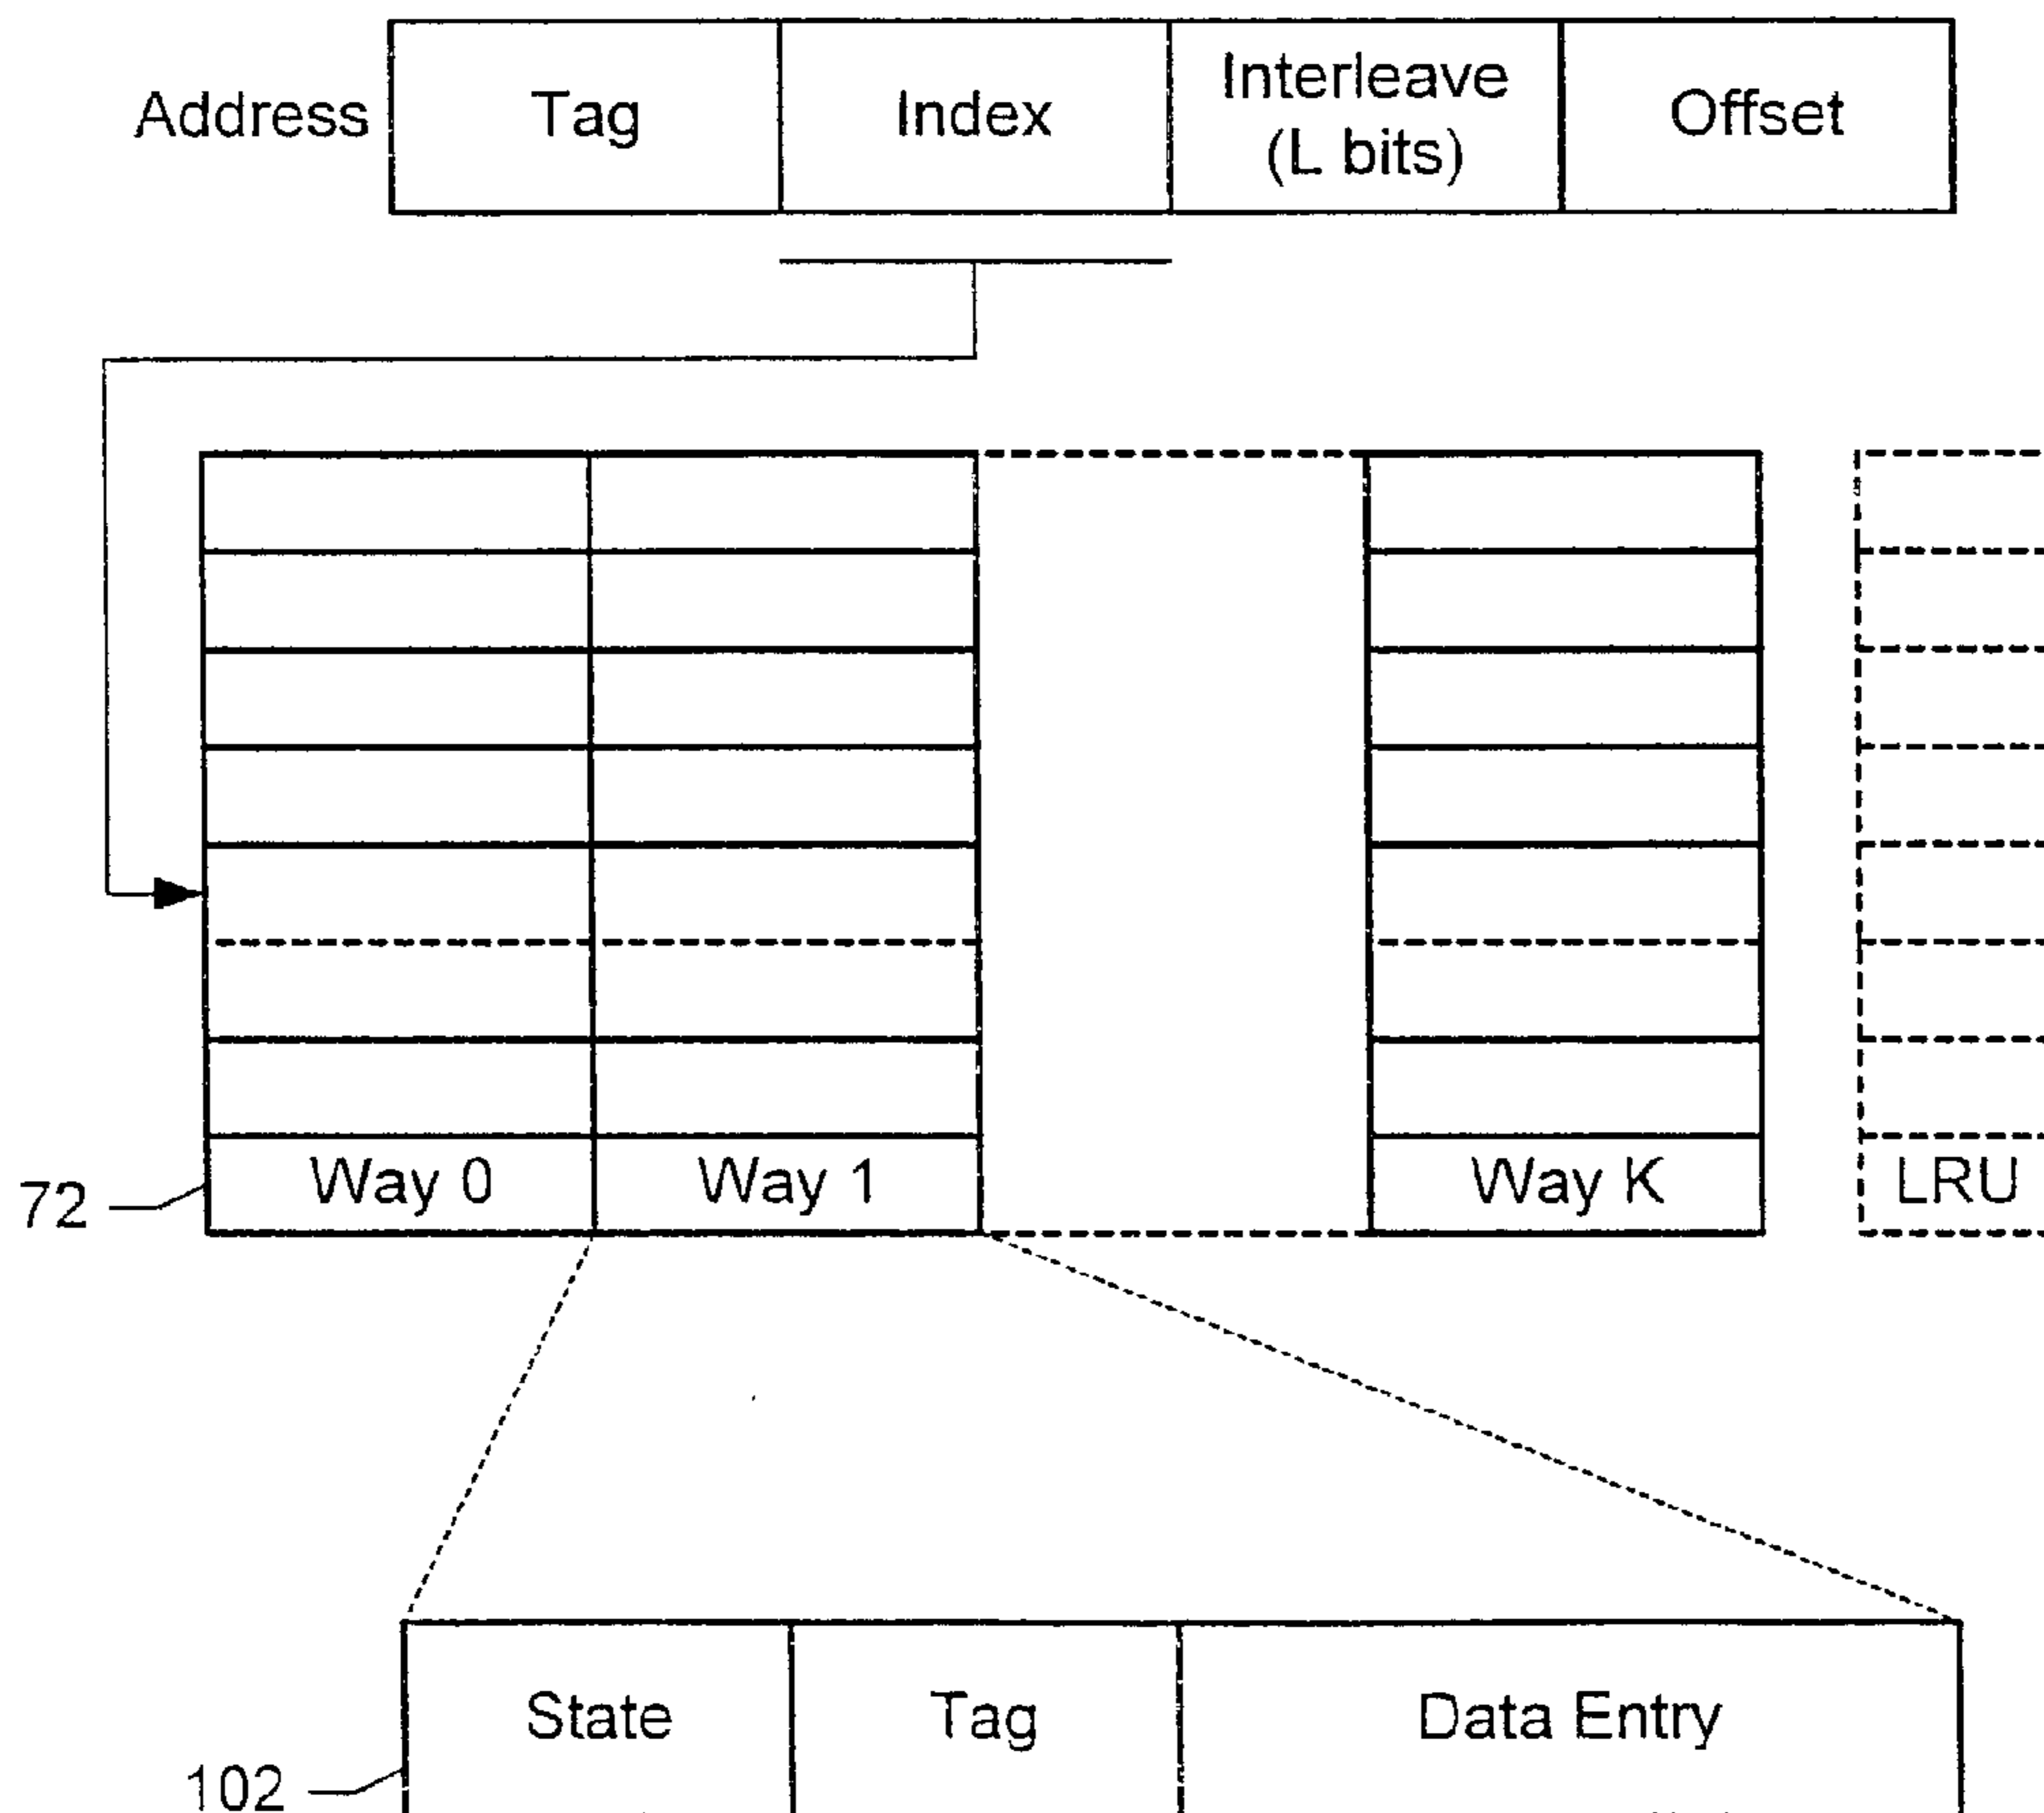 Address
Tag
Index
Interleave
(L bits)
Offset
72
Way 0
Way 1
Way K
LRU
State
Tag
Data Entry
102